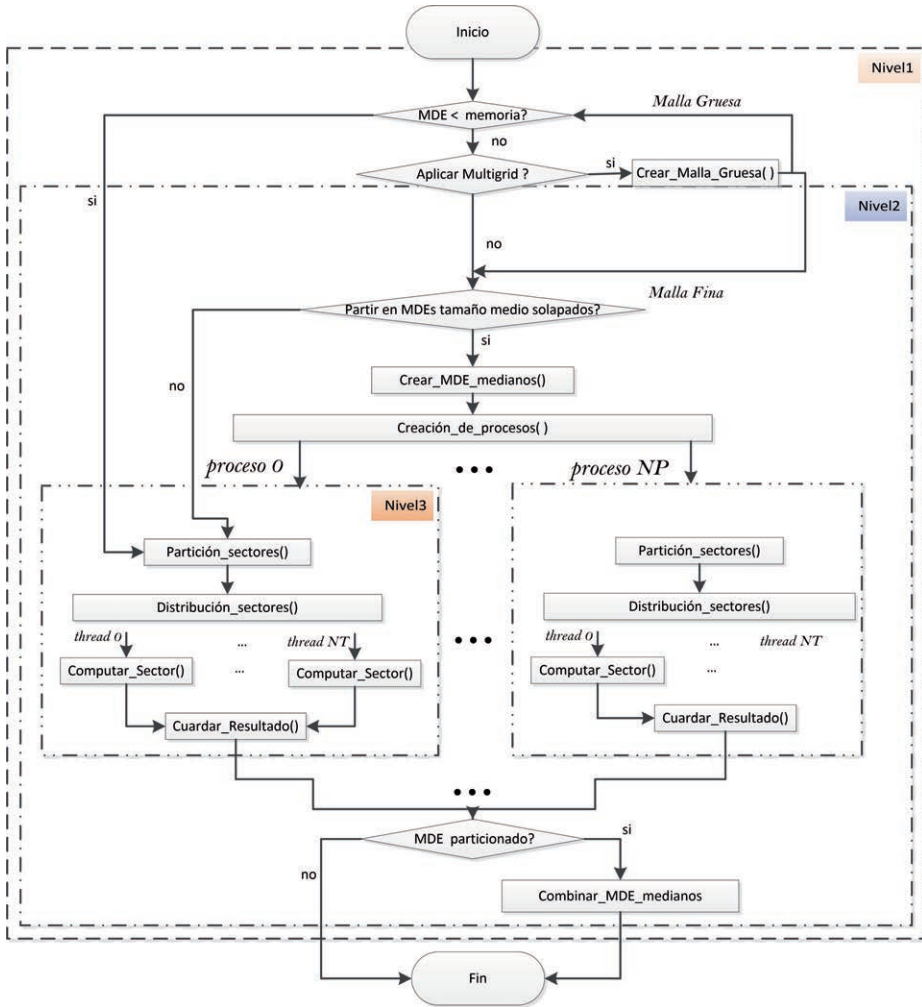 Inicio
Nivel1
Malla Gruesa
MDE < memoria?
no
si
Aplicar Multigrid ?
si
Crear_Malla_Gruesa( )
Nivel2
no
Malla Fina
Partir en MDEs tamaño medio solapados?
si
no
Crear_MDE_medianos()
Creación_de_procesos( )
proceso 0
•••
proceso NP
Nivel3
Partición_sectores()
Distribución_sectores()
thread 0
...
thread NT
Computar_Sector()
...
Computar_Sector()
Cuardar_Resultado()
•••
Partición_sectores()
Distribución_sectores()
thread 0
...
thread NT
Computar_Sector()
...
Cuardar_Resultado()
•••
MDE particionado?
si
no
Combinar_MDE_medianos
Fin